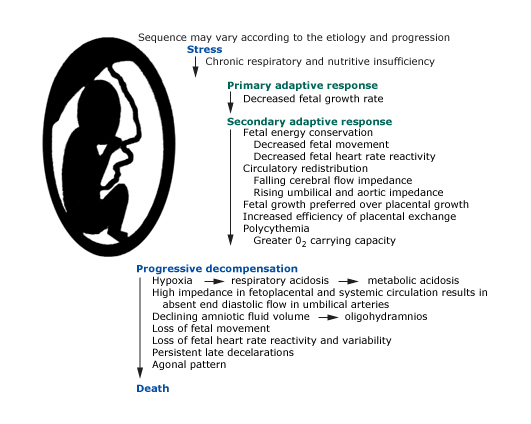 Sequence may vary according to the etiology and progression
Stress
Chronic respiratory and nutritive insufficiency
Primary adaptive response
Decreased fetal growth rate
Secondary adaptive response
Fetal energy conservation
Decreased fetal movement
Decreased fetal heart rate reactivity
Circulatory redistribution
Falling cerebral flow impedance
Rising umbilical and aortic impedance
Fetal growth preferred over placental growth
Increased efficiency of placental exchange
Polycythemia
Greater 0₂ carrying capacity
Progressive decompensation
Hypoxia → respiratory acidosis → metabolic acidosis
High impedance in fetoplacental and systemic circulation results in
absent end diastolic flow in umbilical arteries
Declining amniotic fluid volume → oligohydramnios
Loss of fetal movement
Loss of fetal heart rate reactivity and variability
Persistent late decelarations
Agonal pattern
Death